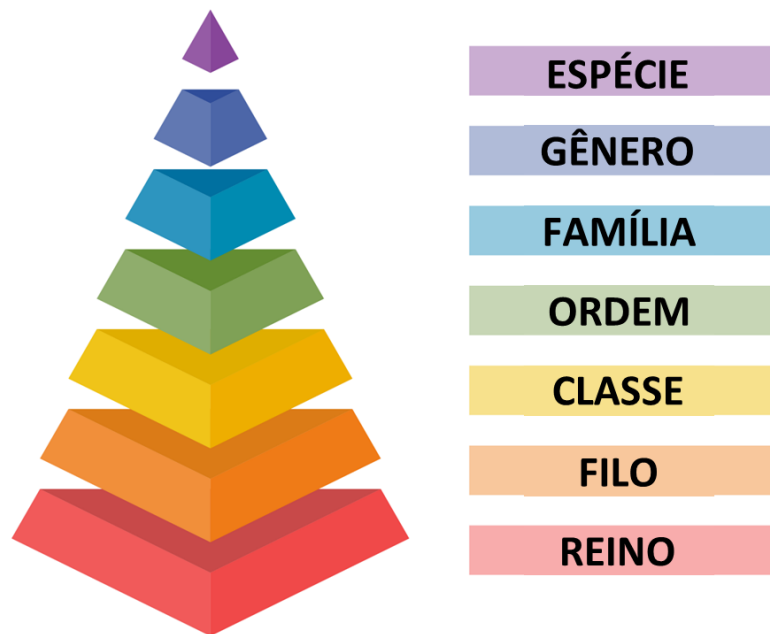 ESPÉCIE
GÊNERO
FAMÍLIA
ORDEM
CLASSE
FILO
REINO